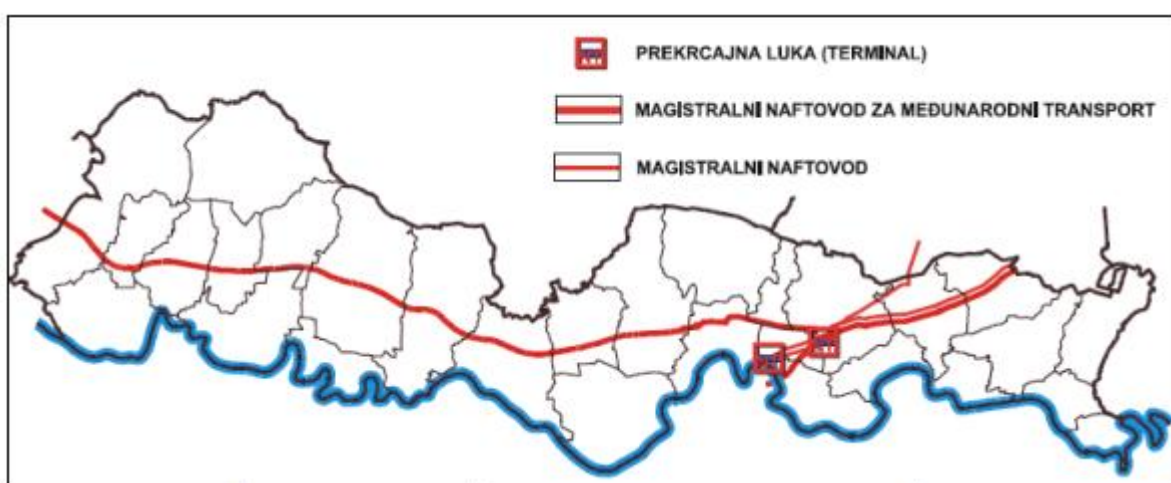 PREKRCAJNA LUKA (TERMINAL)
MAGISTRALNI NAFTOVOD ZA MEĐUNARODNI TRANSPORT
MAGISTRALNI NAFTOVOD